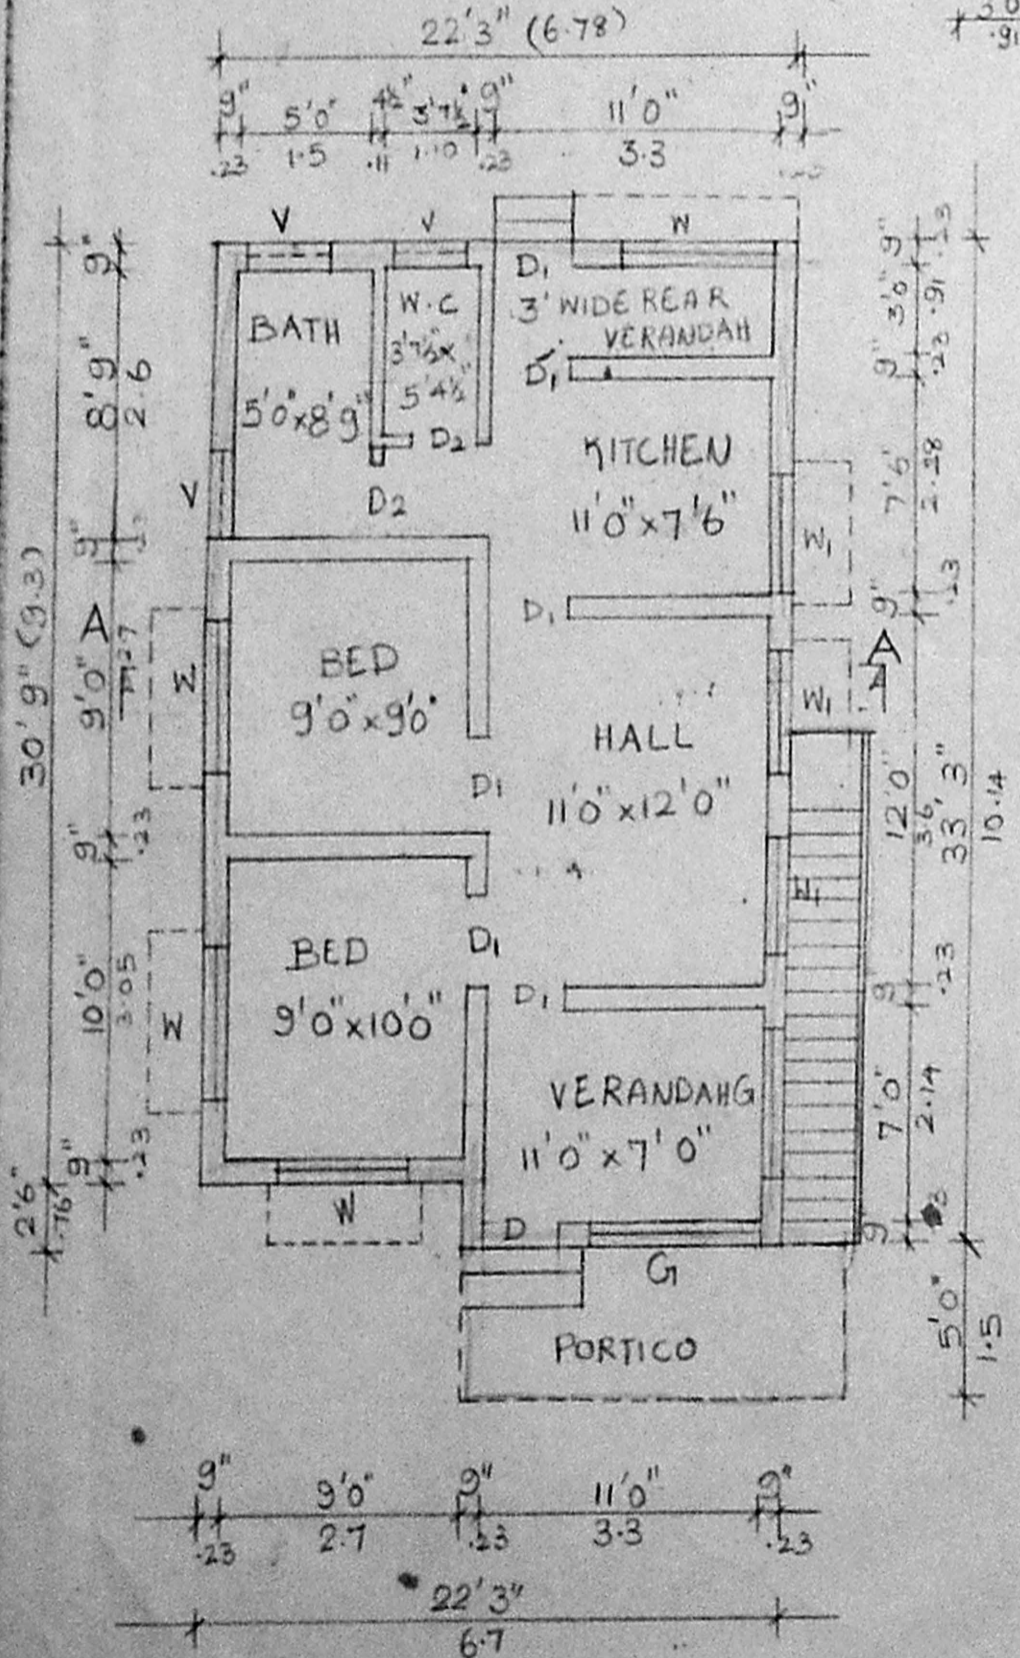 22'3" (6.78)
9" 5'0" 4½" 3'7½" 9" 11'0" 9"
.23 1.5 .11 1.10 .23 3.3
V V W
D1
W.C
3' WIDE REAR
VERANDAH
BATH
3'7½"x
5'4½"
D1
5'0"x8'9"
D2
KITCHEN
11'0"x7'6"
V
D2
W1
D1
BED
9'0"x9'0"
W
W1
HALL
11'0"x12'0"
D1
W1
D1
BED
9'0"x10'0"
W
D1
VERANDAHG
11'0"x7'0"
W
D
G
PORTICO
30'9" (9.3)
2'6"
.76
9"
8'9"
2.6
9"
A
9'0"
9"
.23
10'0"
3.05
9"
.23
9"
.23
3'0"
.91
9"
.23
7'6"
2.28
9"
.23
A
12'0"
3.6
33'3"
10.14
9"
.23
7'0"
2.14
9
5'0"
1.5
9" 9'0" 9" 11'0" 9"
.23 2.7 .23 3.3 .23
22'3"
6.7